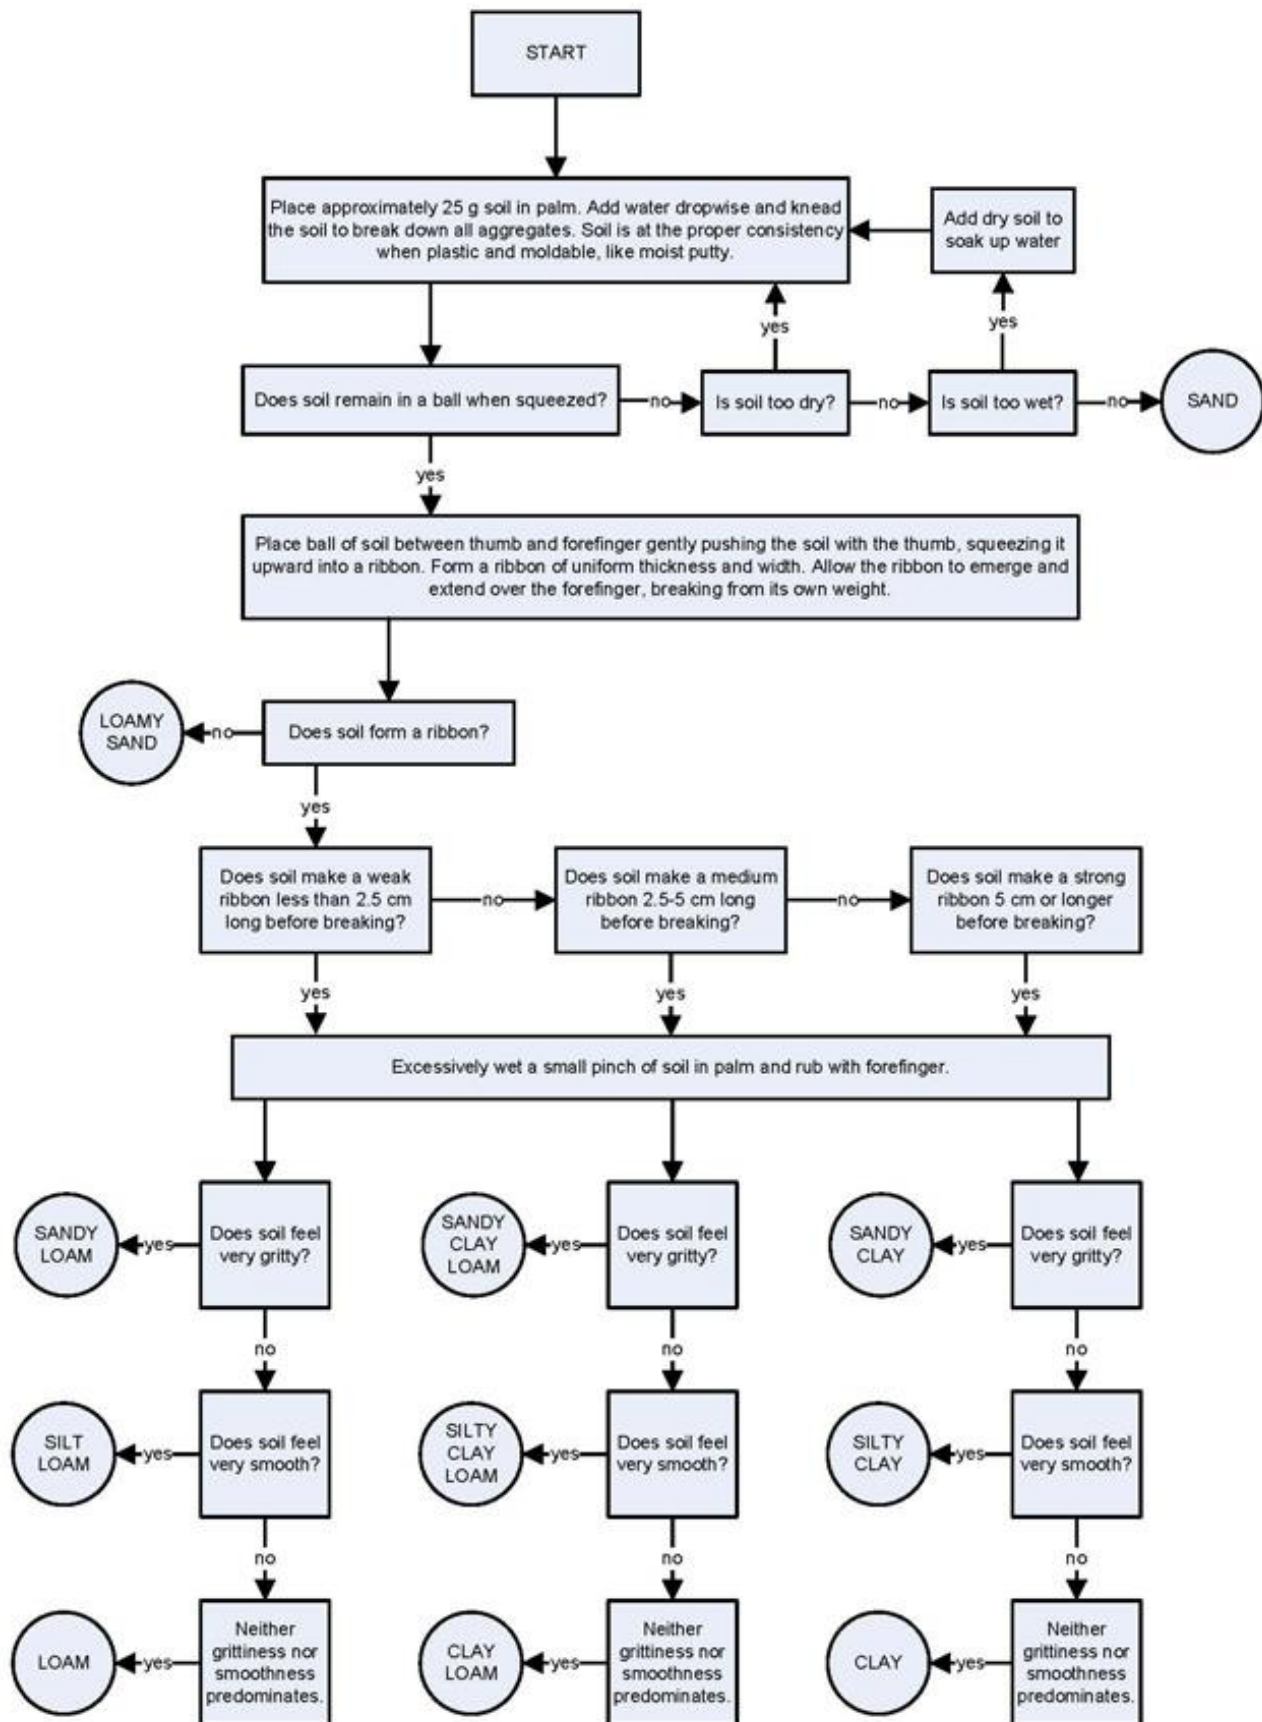 START
Place approximately 25 g soil in palm. Add water dropwise and knead
the soil to break down all aggregates. Soil is at the proper consistency
when plastic and moldable, like moist putty.
Add dry soil to
soak up water
yes
yes
Does soil remain in a ball when squeezed?
no
Is soil too dry?
no
Is soil too wet?
no
SAND
yes
Place ball of soil between thumb and forefinger gently pushing the soil with the thumb, squeezing it
upward into a ribbon. Form a ribbon of uniform thickness and width. Allow the ribbon to emerge and
extend over the forefinger, breaking from its own weight.
LOAMY
SAND
no
Does soil form a ribbon?
yes
Does soil make a weak
ribbon less than 2.5 cm
long before breaking?
no
Does soil make a medium
ribbon 2.5-5 cm long
before breaking?
no
Does soil make a strong
ribbon 5 cm or longer
before breaking?
yes
yes
yes
Excessively wet a small pinch of soil in palm and rub with forefinger.
SANDY
LOAM
yes
Does soil feel
very gritty?
SANDY
CLAY
LOAM
yes
Does soil feel
very gritty?
SANDY
CLAY
yes
Does soil feel
very gritty?
no
no
no
SILT
LOAM
yes
Does soil feel
very smooth?
SILTY
CLAY
LOAM
yes
Does soil feel
very smooth?
SILTY
CLAY
yes
Does soil feel
very smooth?
no
no
no
LOAM
yes
Neither
grittiness nor
smoothness
predominates.
CLAY
LOAM
yes
Neither
grittiness nor
smoothness
predominates.
CLAY
yes
Neither
grittiness nor
smoothness
predominates.